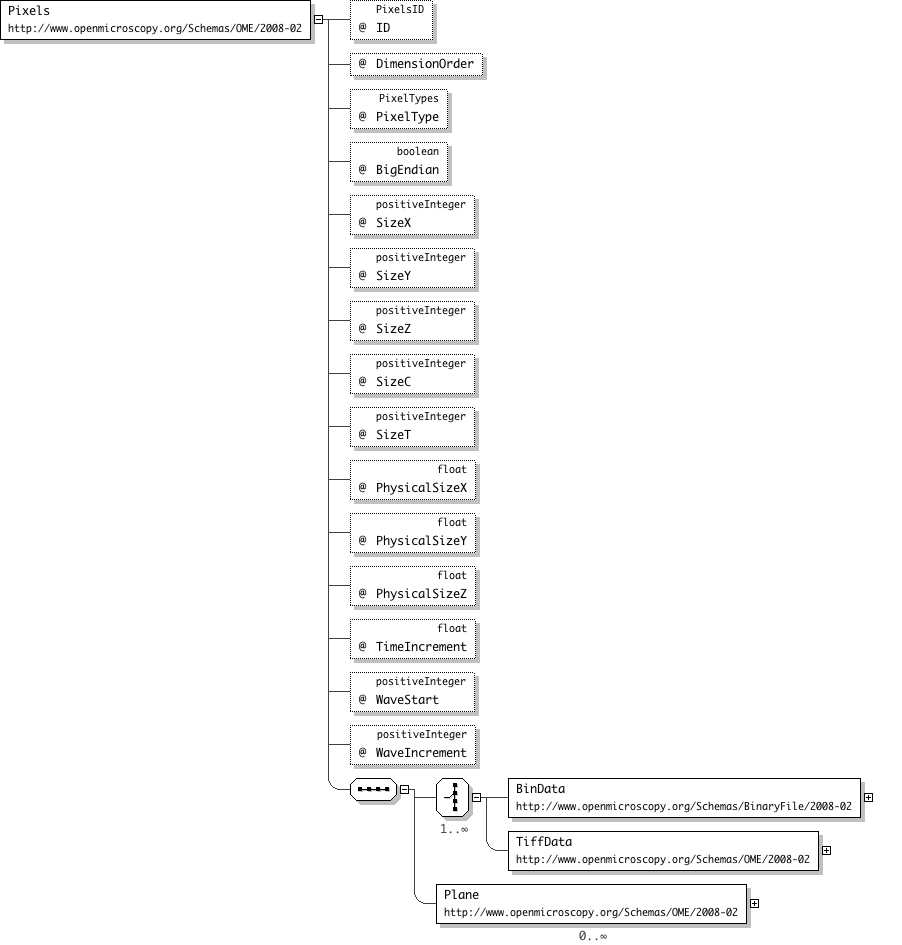 Pixels
http://www.openmicroscopy.org/Schemas/OME/2008-02
PixelsID
@ ID
@ DimensionOrder
PixelTypes
@ PixelType
boolean
@ BigEndian
positiveInteger
@ SizeX
positiveInteger
@ SizeY
positiveInteger
@ SizeZ
positiveInteger
@ SizeC
positiveInteger
@ SizeT
float
@ PhysicalSizeX
float
@ PhysicalSizeY
float
@ PhysicalSizeZ
float
@ TimeIncrement
positiveInteger
@ WaveStart
positiveInteger
@ WaveIncrement
BinData
http://www.openmicroscopy.org/Schemas/BinaryFile/2008-02
1..∞
TiffData
http://www.openmicroscopy.org/Schemas/OME/2008-02
Plane
http://www.openmicroscopy.org/Schemas/OME/2008-02
0..∞